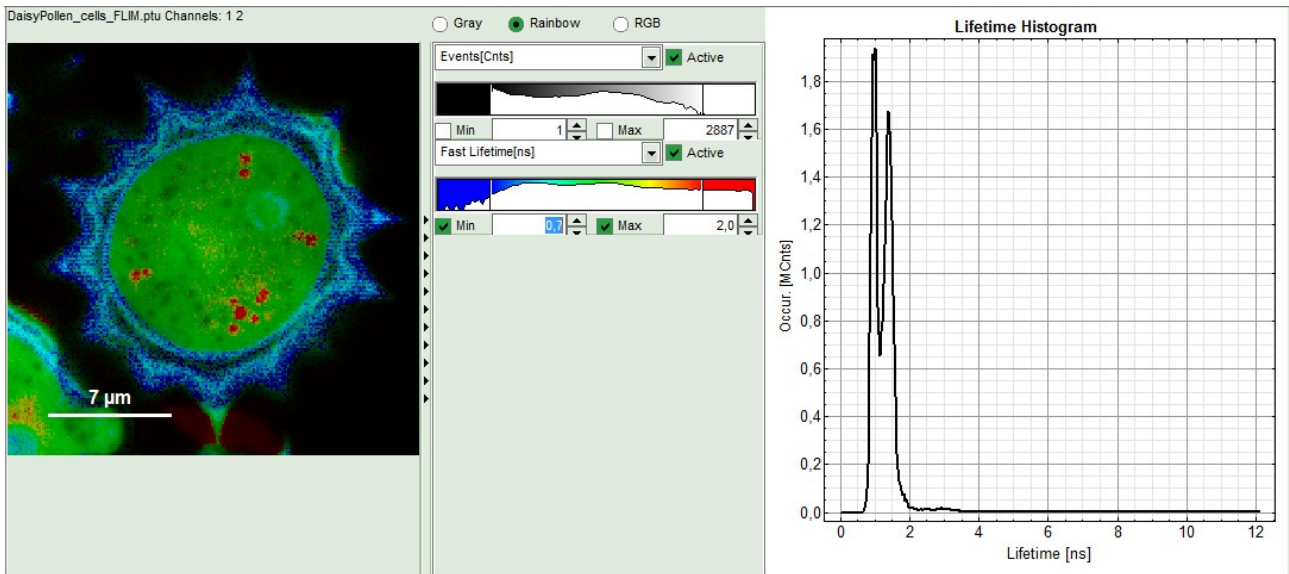 DaisyPollen_cells_FLIM.ptu Channels: 1 2
7 µm
Gray Rainbow RGB
Events[Cnts] Active
Min 1 Max 2887
Fast Lifetime[ns] Active
Min 0,7 Max 2,0
Lifetime Histogram
Occur. [MCnts]
1,8
1,6
1,4
1,2
1,0
0,8
0,6
0,4
0,2
0,0
0 2 4 6 8 10 12
Lifetime [ns]